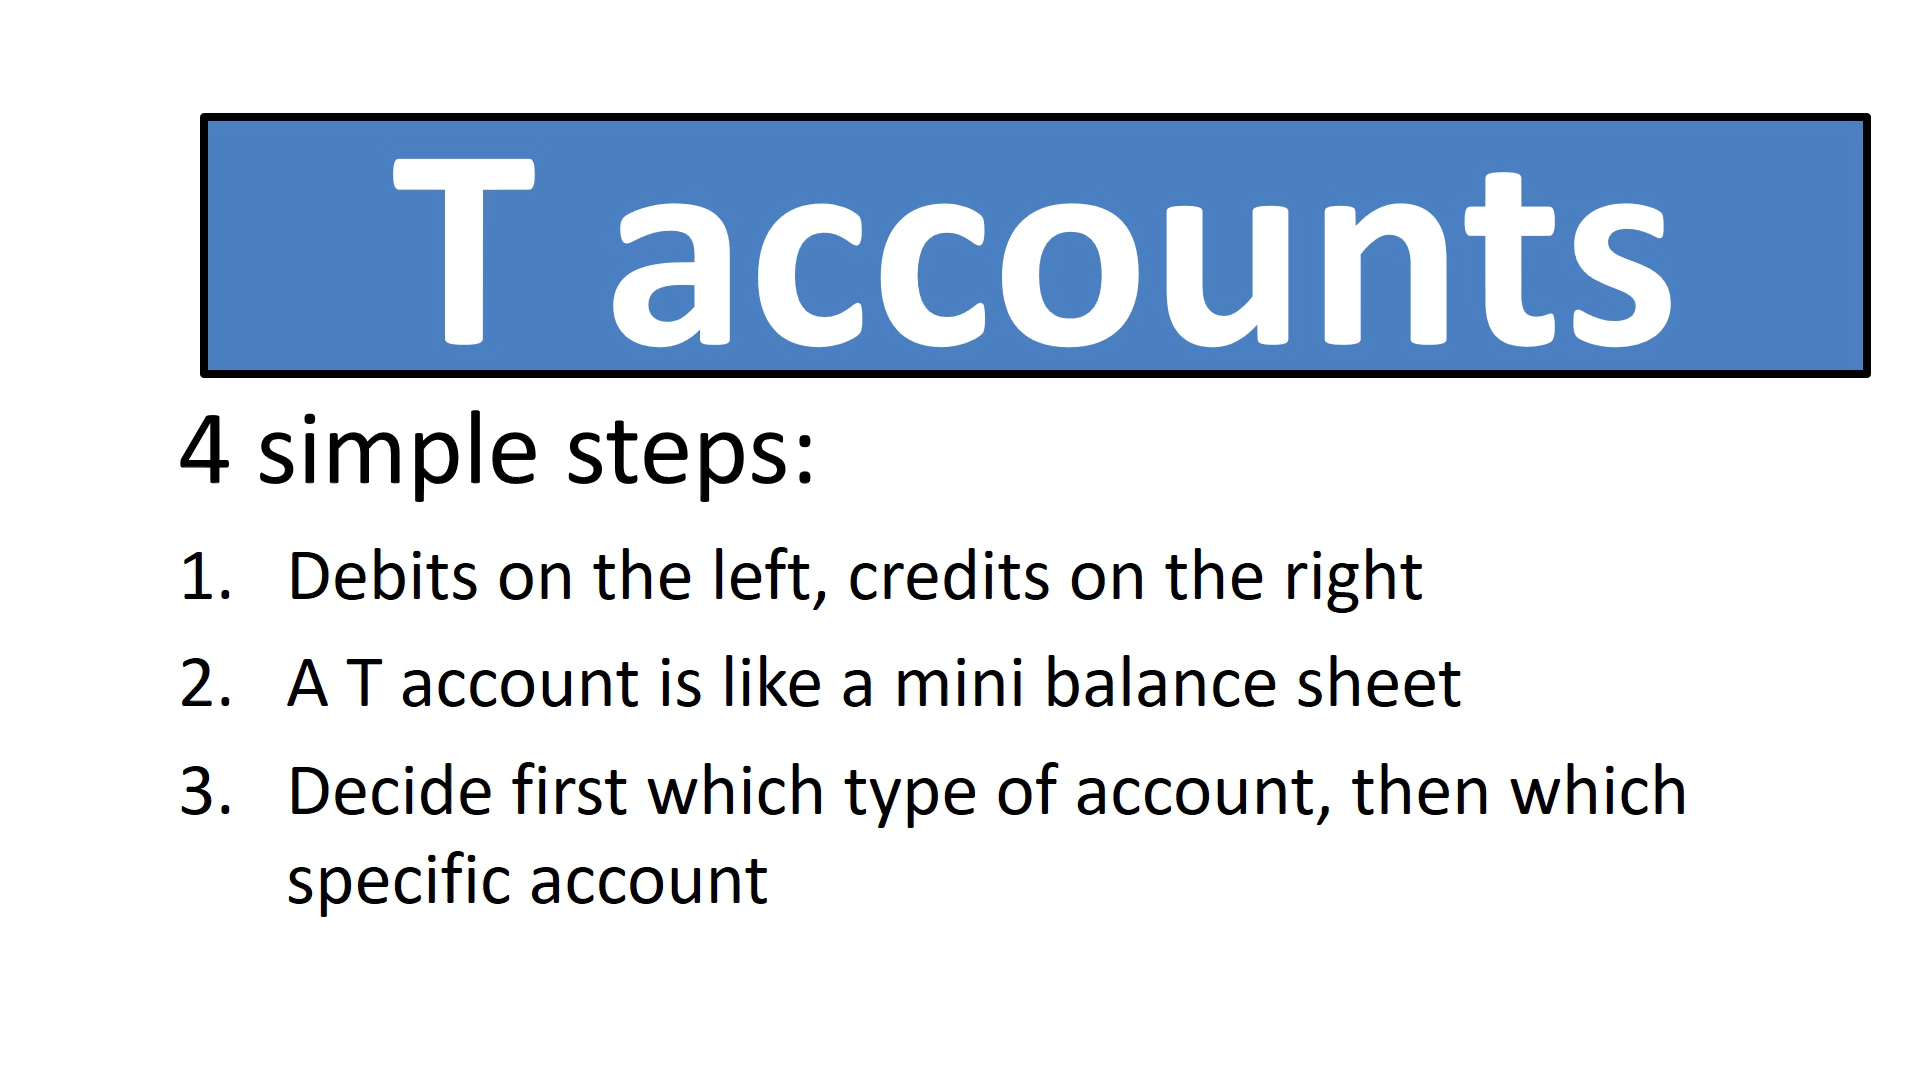 T accounts
4 simple steps:
1. Debits on the left, credits on the right
2. A T account is like a mini balance sheet
3. Decide first which type of account, then which
specific account